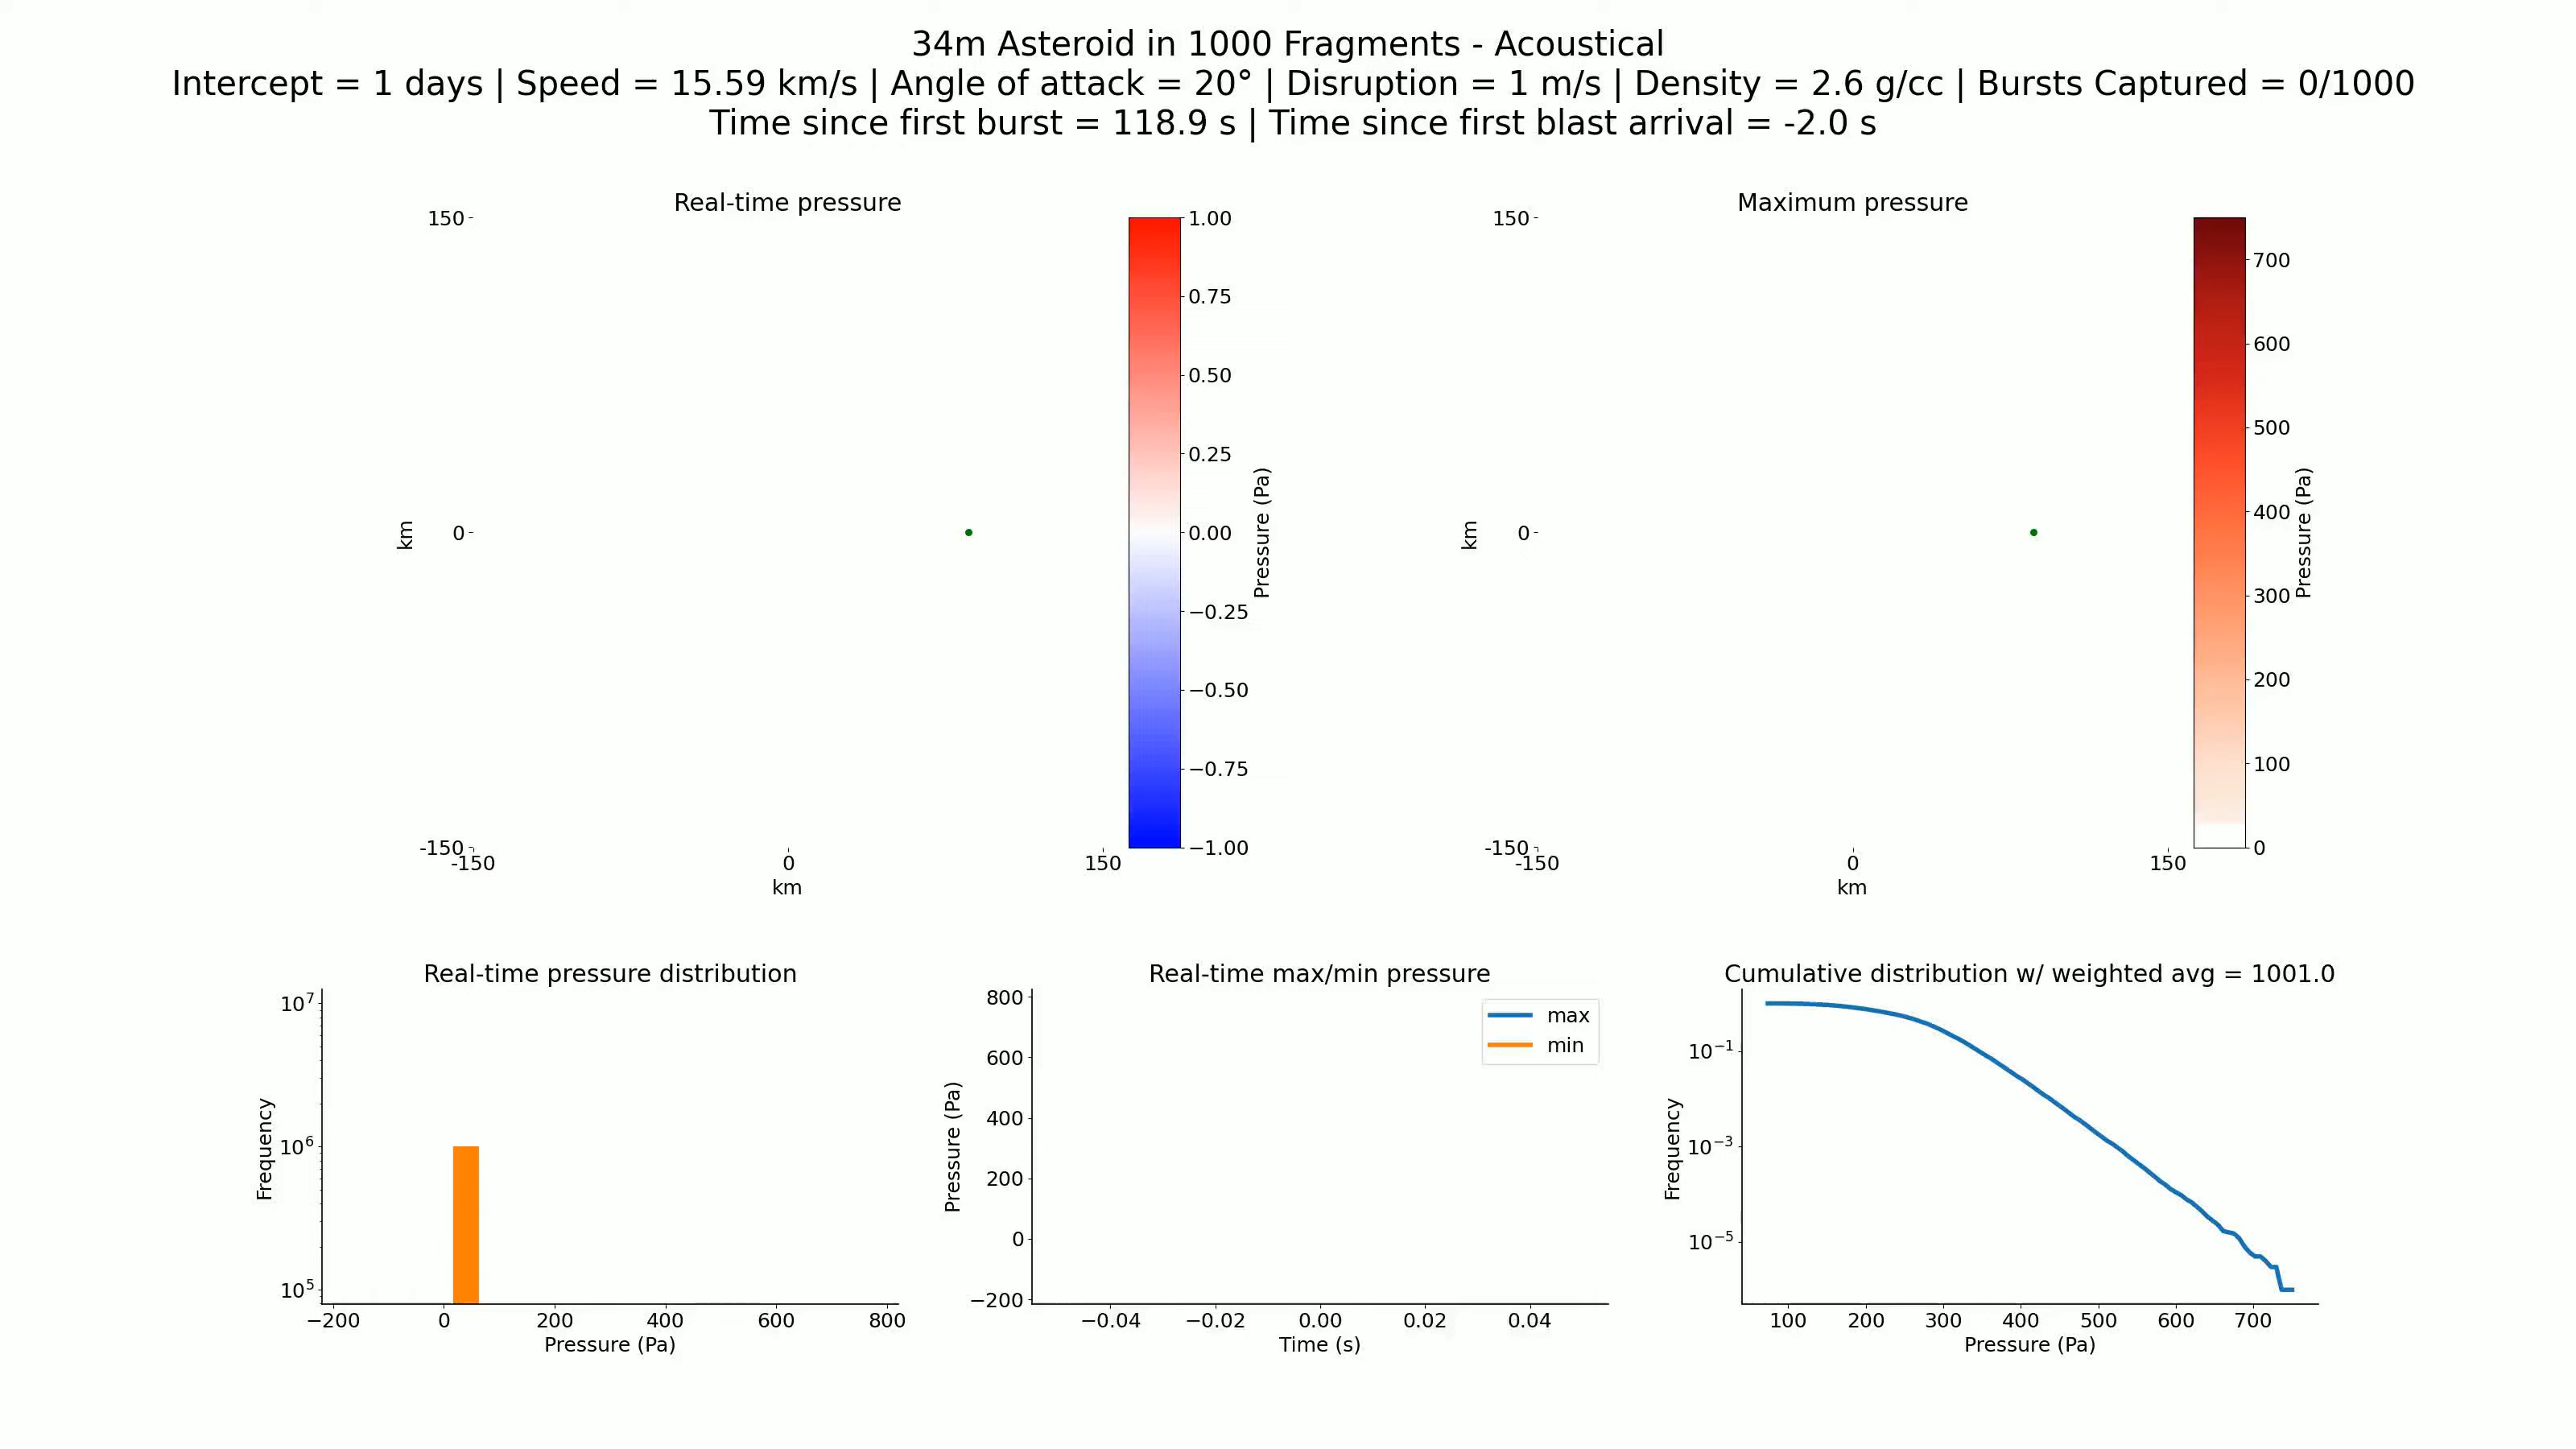 34m Asteroid in 1000 Fragments - Acoustical
Intercept = 1 days | Speed = 15.59 km/s | Angle of attack = 20° | Disruption = 1 m/s | Density = 2.6 g/cc | Bursts Captured = 0/1000
Time since first burst = 118.9 s | Time since first blast arrival = -2.0 s
Real-time pressure
150
0
-150
km
-150
0
150
km
1.00
0.75
0.50
0.25
0.00
−0.25
−0.50
−0.75
−1.00
Pressure (Pa)
Maximum pressure
150
0
-150
km
-150
0
150
km
700
600
500
400
300
200
100
0
Pressure (Pa)
Real-time pressure distribution
10⁷
10⁶
10⁵
Frequency
−200
0
200
400
600
800
Pressure (Pa)
Real-time max/min pressure
800
600
400
200
0
−200
Pressure (Pa)
max
min
−0.04
−0.02
0.00
0.02
0.04
Time (s)
Cumulative distribution w/ weighted avg = 1001.0
10⁻¹
10⁻³
10⁻⁵
Frequency
100
200
300
400
500
600
700
Pressure (Pa)